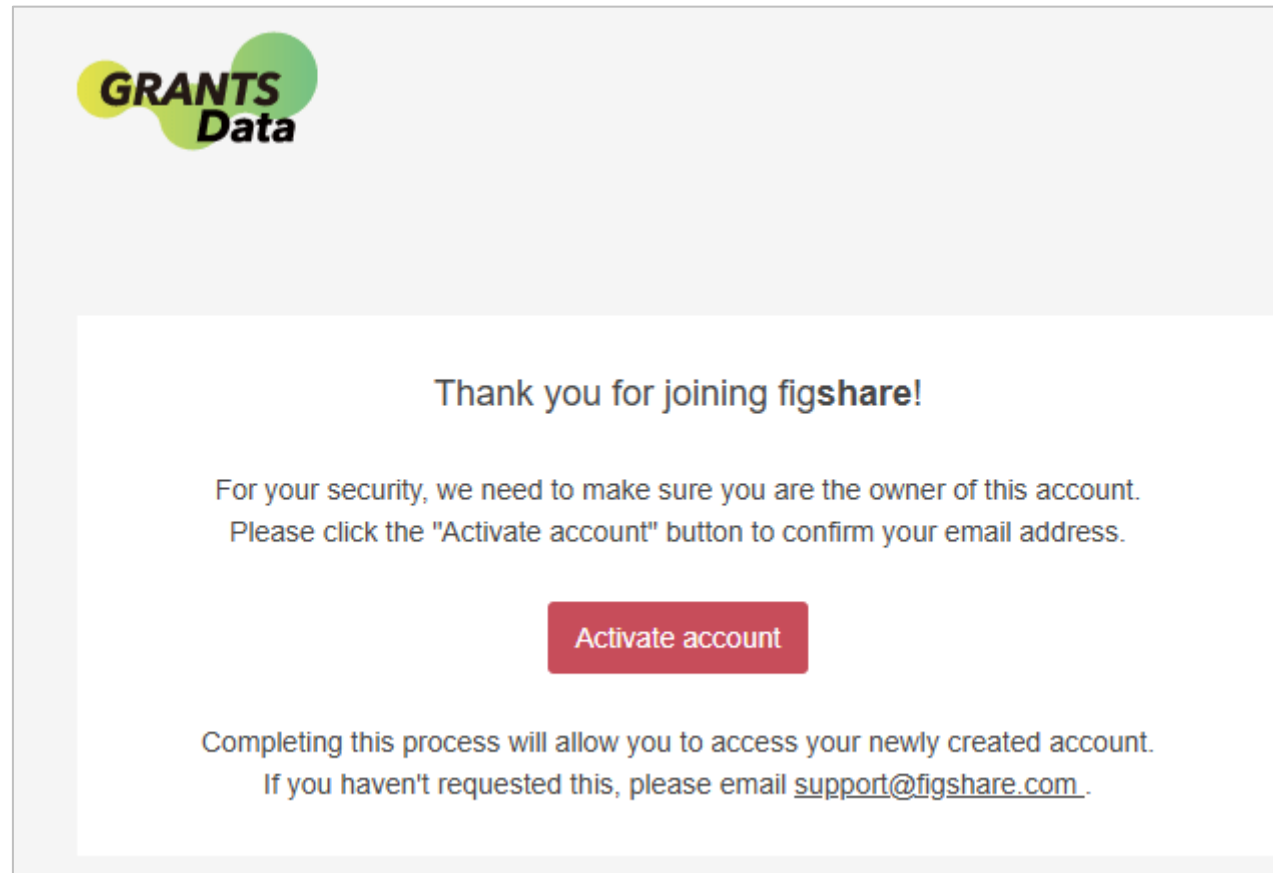 GRANTS
Data
Thank you for joining figshare!
For your security, we need to make sure you are the owner of this account.
Please click the "Activate account" button to confirm your email address.
Activate account
Completing this process will allow you to access your newly created account.
If you haven't requested this, please email support@figshare.com .